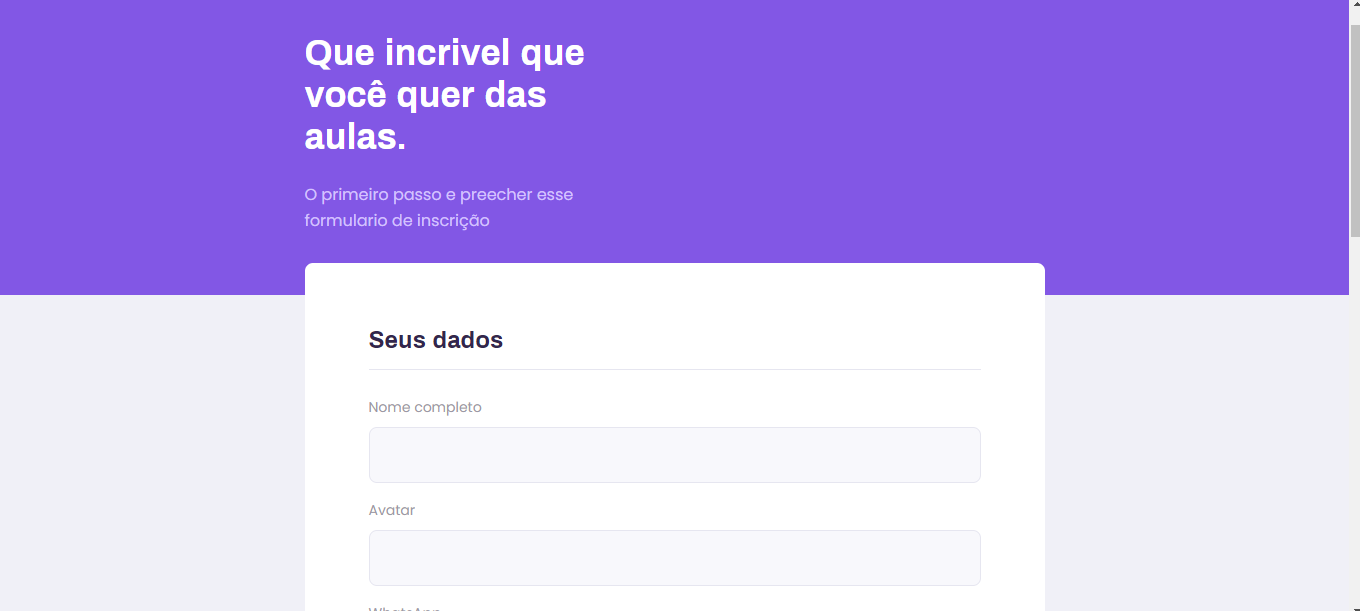 Que incrivel que
você quer das
aulas.
O primeiro passo e preecher esse
formulario de inscrição
Seus dados
Nome completo
Avatar
WhatsApp